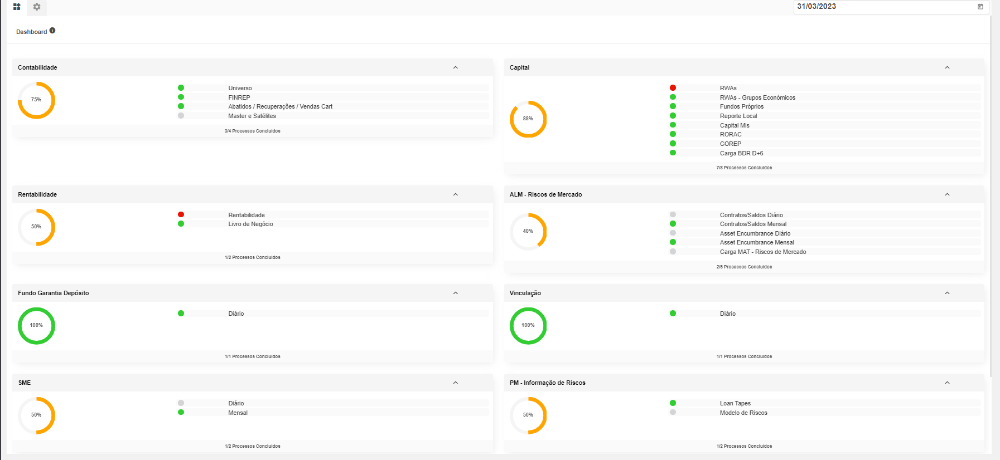 31/03/2023
Dashboard
Contabilidade
75%
Universo
FINREP
Abatidos / Recuperações / Vendas Cart
Master e Satélites
3/4 Processos Concluídos
Capital
88%
RWAs
RWAs - Grupos Económicos
Fundos Próprios
Reporte Local
Capital Mis
RORAC
COREP
Carga BDR D+6
7/8 Processos Concluídos
Rentabilidade
50%
Rentabilidade
Livro de Negócio
1/2 Processos Concluídos
ALM - Riscos de Mercado
40%
Contratos/Saldos Diário
Contratos/Saldos Mensal
Asset Encumbrance Diário
Asset Encumbrance Mensal
Carga MAT - Riscos de Mercado
2/5 Processos Concluídos
Fundo Garantia Depósito
100%
Diário
1/1 Processos Concluídos
Vinculação
100%
Diário
1/1 Processos Concluídos
SME
50%
Diário
Mensal
1/2 Processos Concluídos
PM - Informação de Riscos
50%
Loan Tapes
Modelo de Riscos
1/2 Processos Concluídos